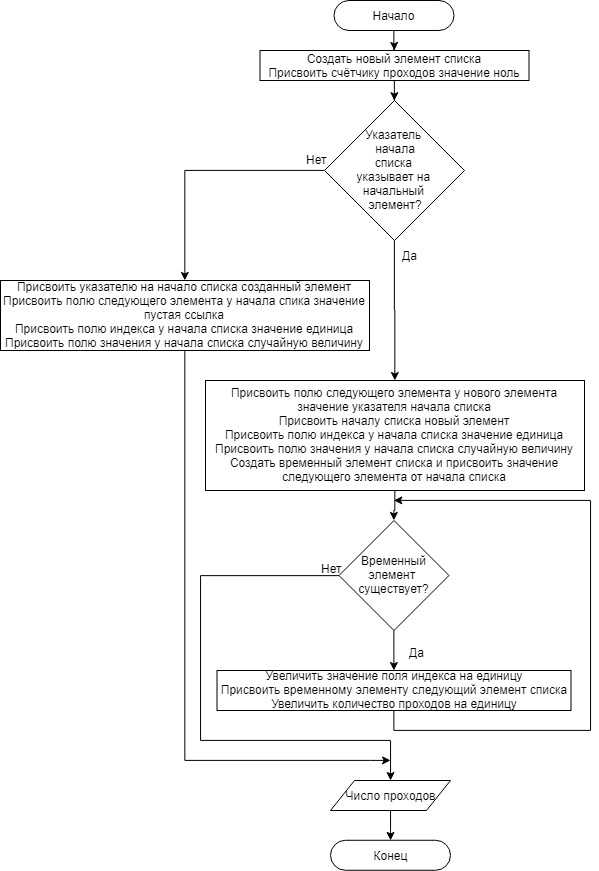 Начало
Создать новый элемент списка
Присвоить счётчику проходов значение ноль
Указатель
начала
списка
указывает на
начальный
элемент?
Нет
Да
Присвоить указателю на начало списка созданный элемент
Присвоить полю следующего элемента у начала спика значение
пустая ссылка
Присвоить полю индекса у начала списка значение единица
Присвоить полю значения у начала списка случайную величину
Присвоить полю следующего элемента у нового элемента
значение указателя начала списка
Присвоить началу списка новый элемент
Присвоить полю индекса у начала списка значение единица
Присвоить полю значения у начала списка случайную величину
Создать временный элемент списка и присвоить значение
следующего элемента от начала списка
Временный
элемент
существует?
Нет
Да
Увеличить значение поля индекса на единицу
Присвоить временному элементу следующий элемент списка
Увеличить количество проходов на единицу
Число проходов
Конец